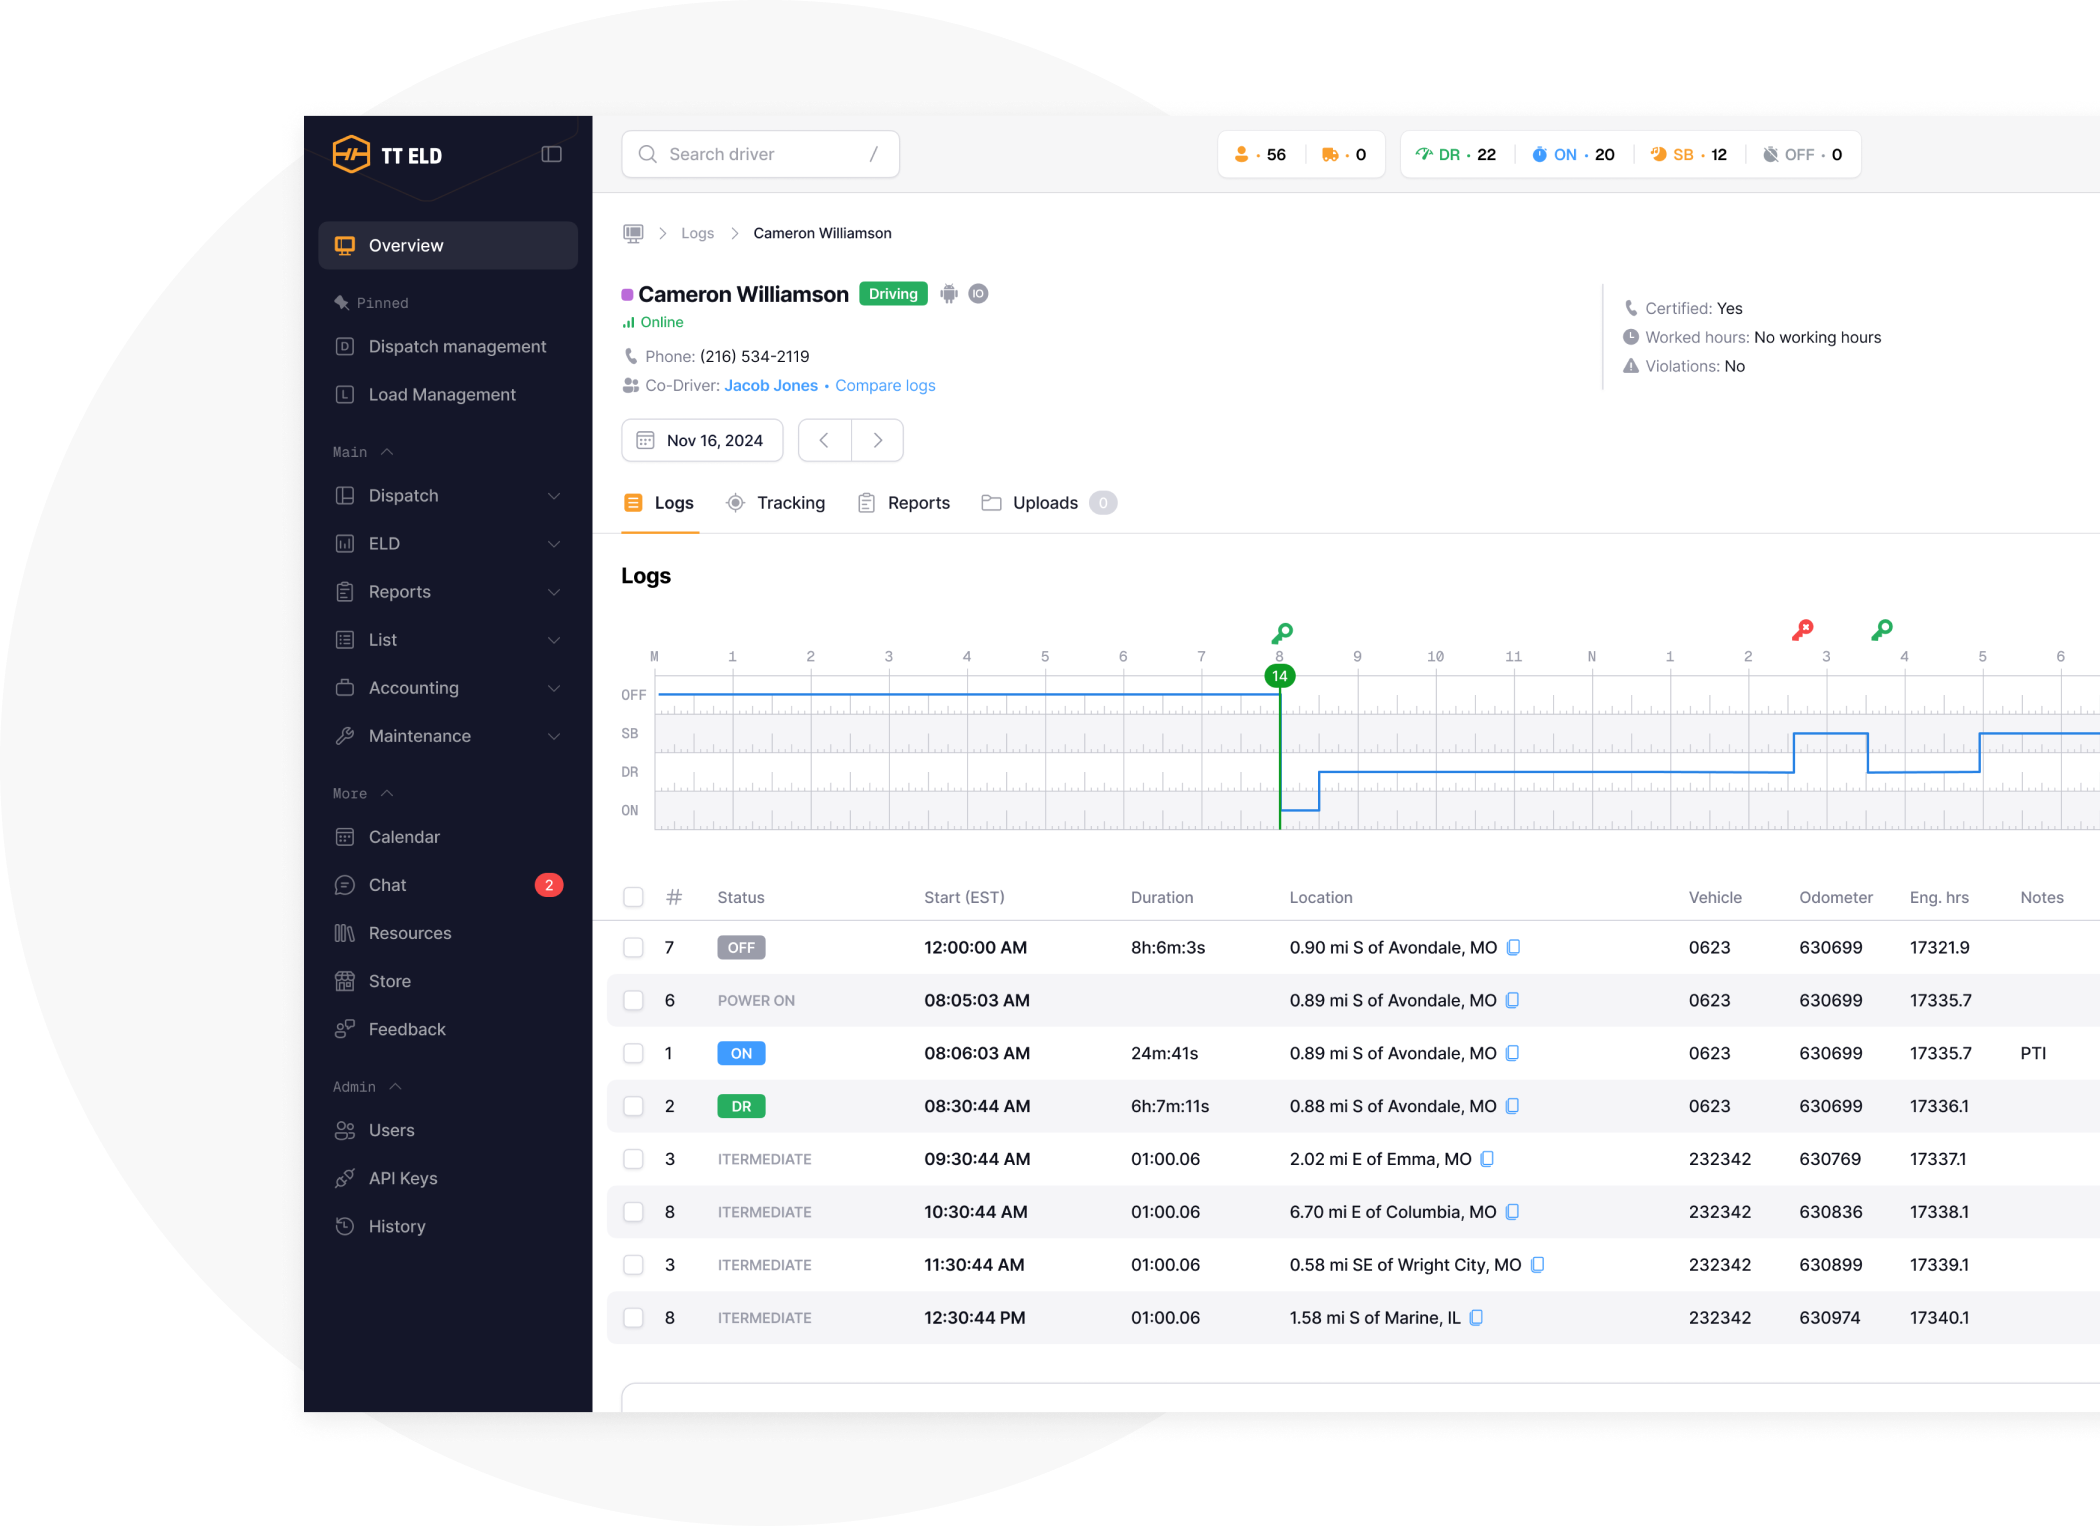 TT ELD
Overview
Pinned
Dispatch management
Load Management
Main
Dispatch
ELD
Reports
List
Accounting
Maintenance
More
Calendar
Chat 2
Resources
Store
Feedback
Admin
Users
API Keys
History
Search driver /
· 56 · 0 DR · 22 ON · 20 SB · 12 OFF · 0
Logs Cameron Williamson
Cameron Williamson Driving IO
Online
Phone: (216) 534-2119
Co-Driver: Jacob Jones • Compare logs
Certified: Yes
Worked hours: No working hours
Violations: No
Nov 16, 2024
Logs Tracking Reports Uploads 0
Logs
M 1 2 3 4 5 6 7 8 9 10 11 N 1 2 3 4 5 6
14
OFF
SB
DR
ON
# Status Start (EST) Duration Location Vehicle Odometer Eng. hrs Notes
7 OFF 12:00:00 AM 8h:6m:3s 0.90 mi S of Avondale, MO 0623 630699 17321.9
6 POWER ON 08:05:03 AM 0.89 mi S of Avondale, MO 0623 630699 17335.7
1 ON 08:06:03 AM 24m:41s 0.89 mi S of Avondale, MO 0623 630699 17335.7 PTI
2 DR 08:30:44 AM 6h:7m:11s 0.88 mi S of Avondale, MO 0623 630699 17336.1
3 ITERMEDIATE 09:30:44 AM 01:00.06 2.02 mi E of Emma, MO 232342 630769 17337.1
8 ITERMEDIATE 10:30:44 AM 01:00.06 6.70 mi E of Columbia, MO 232342 630836 17338.1
3 ITERMEDIATE 11:30:44 AM 01:00.06 0.58 mi SE of Wright City, MO 232342 630899 17339.1
8 ITERMEDIATE 12:30:44 PM 01:00.06 1.58 mi S of Marine, IL 232342 630974 17340.1